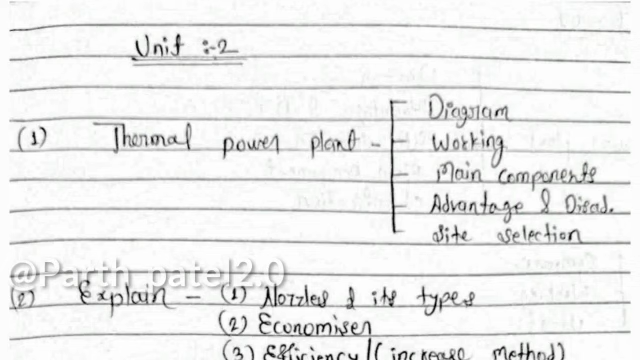 Unit :-2
Diagram
(1) Thermal power plant - Working
Main components
Advantage & Disad.
site selection
@Parth_patel2.0
(2) Explain - (1) Nozzles & its types
(2) Economiser
(3) Efficiency/(increase method)